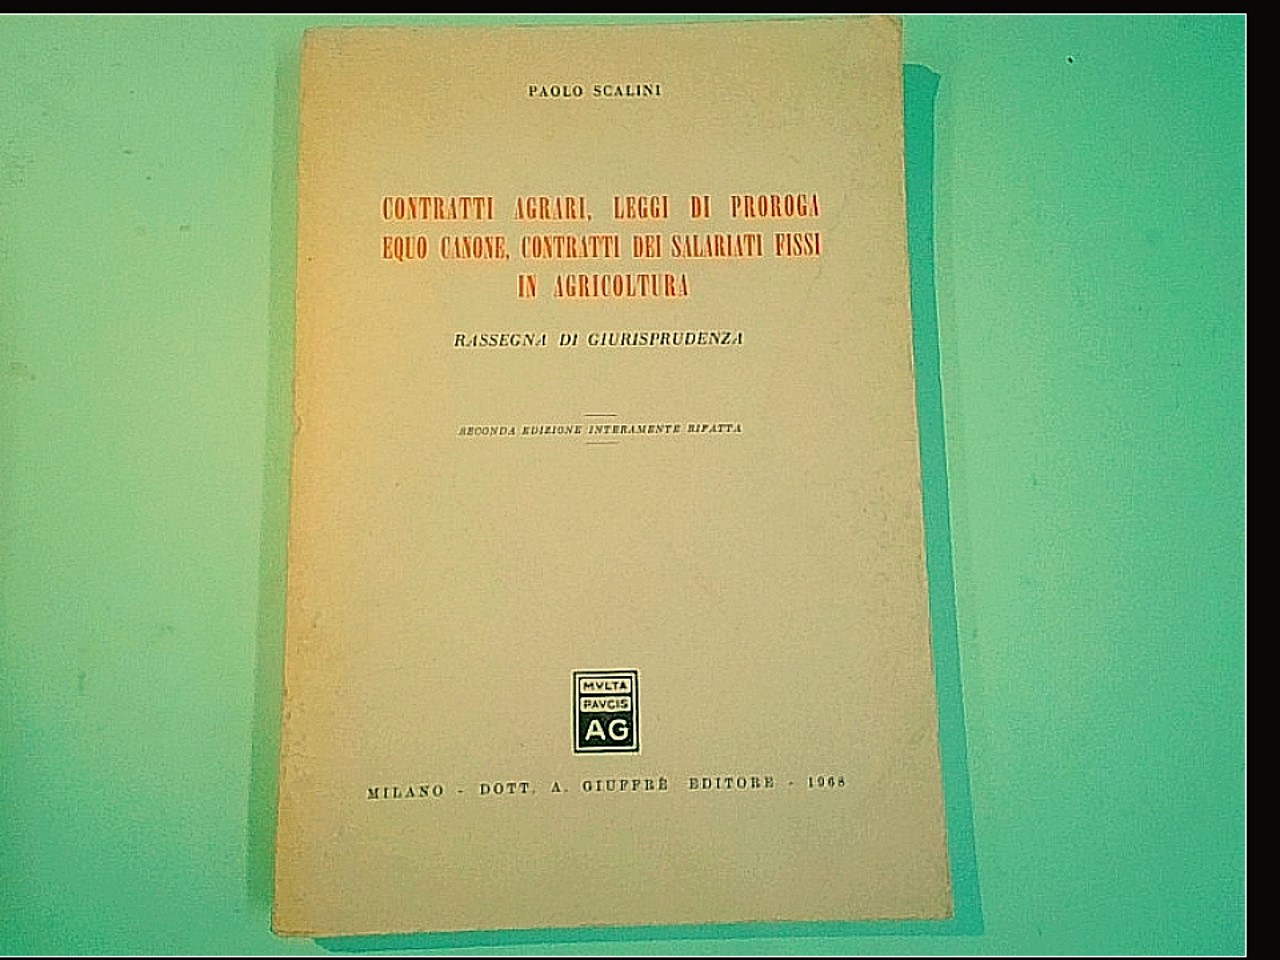 PAOLO SCALINI
CONTRATTI AGRARI, LEGGI DI PROROGA
EQUO CANONE, CONTRATTI DEI SALARIATI FISSI
IN AGRICOLTURA
RASSEGNA DI GIURISPRUDENZA
SECONDA EDIZIONE INTERAMENTE RIFATTA
MVLTA
PAVCIS
AG
MILANO - DOTT. A. GIUFFRÈ EDITORE - 1968